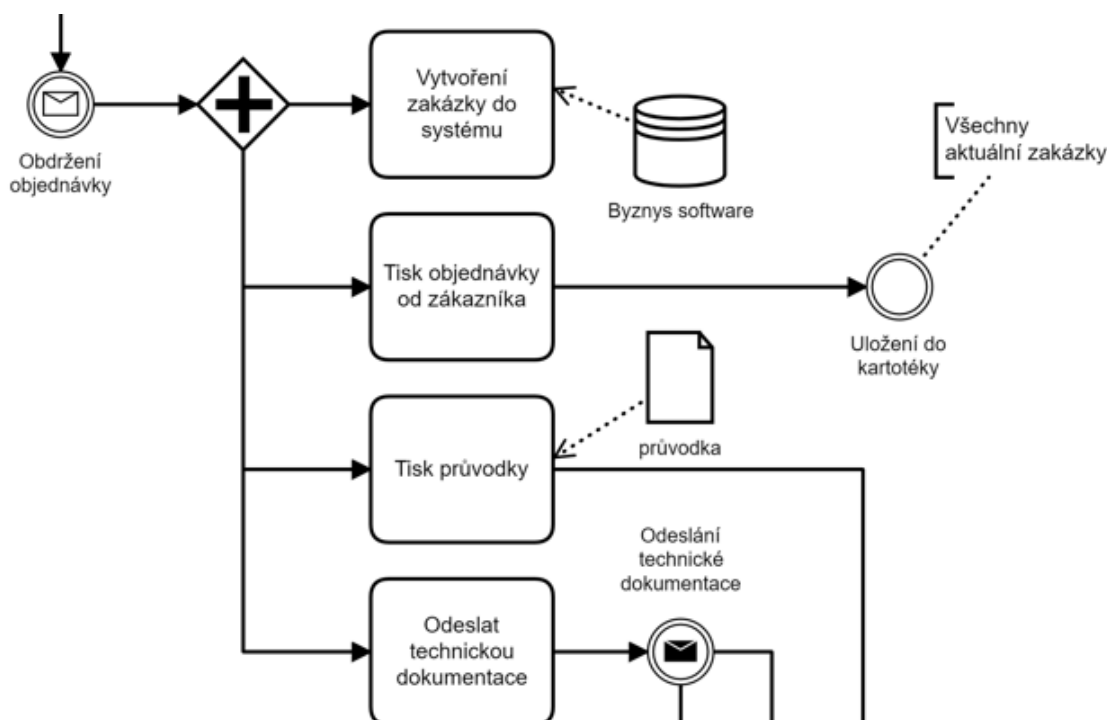 Obdržení
objednávky
Vytvoření
zakázky do
systému
Byznys software
Všechny
aktuální zakázky
Tisk objednávky
od zákazníka
Uložení do
kartotéky
Tisk průvodky
průvodka
Odeslat
technickou
dokumentace
Odeslání
technické
dokumentace